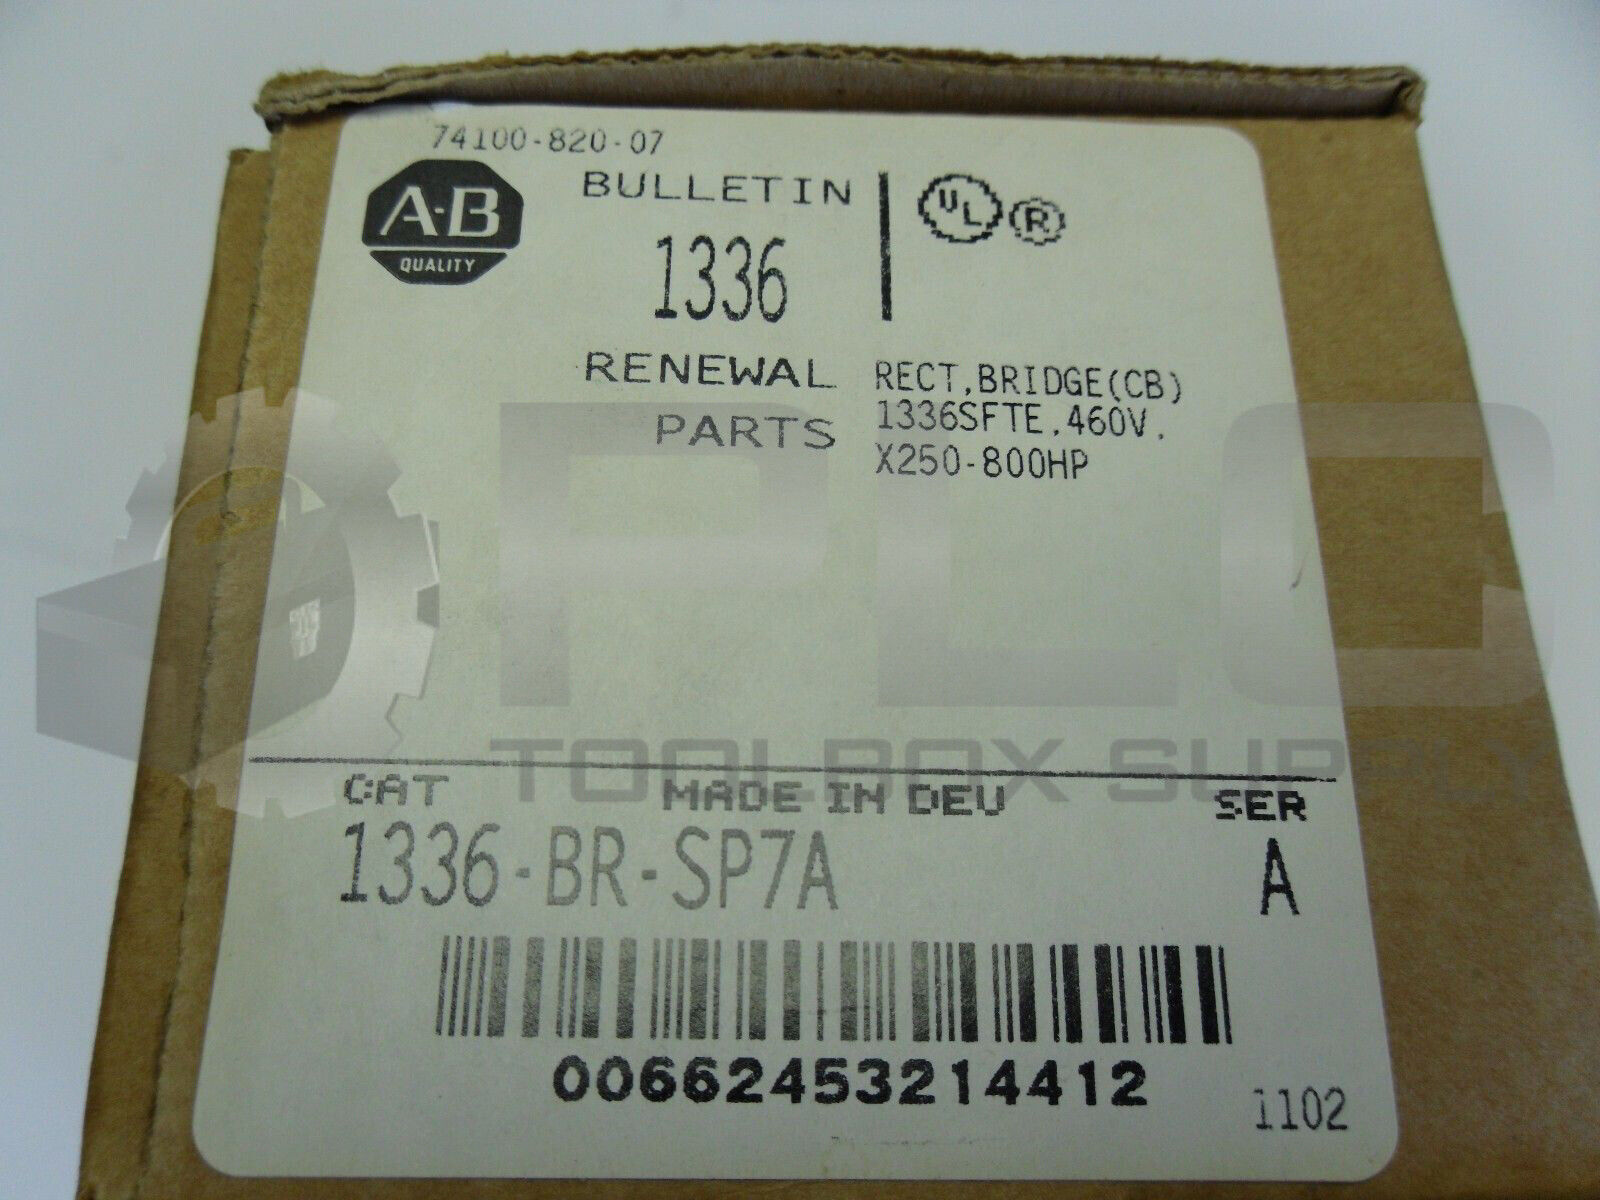 74100-820-07
A-B
QUALITY
BULLETIN
1336
UL R
RENEWAL
PARTS
RECT,BRIDGE(CB)
1336SFTE,460V,
X250-800HP
PLC
TOOLBOX SUPPLY
CAT
MADE IN DEU
SER
1336-BR-SP7A
A
00662453214412
1102